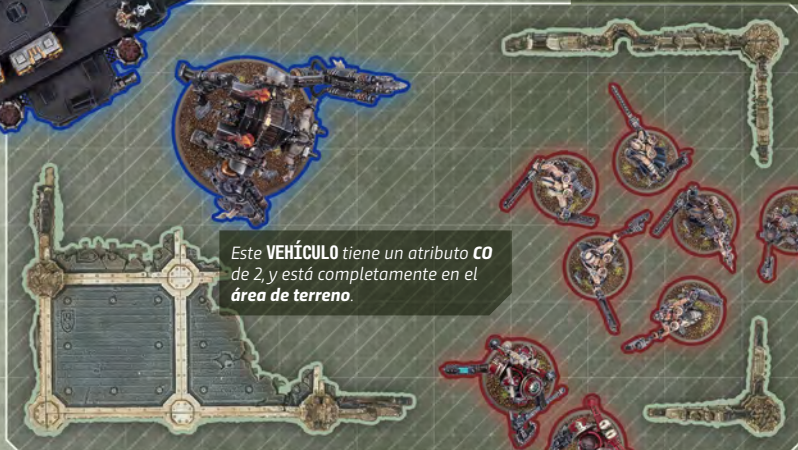 Este VEHÍCULO tiene un atributo CO
de 2, y está completamente en el
área de terreno.